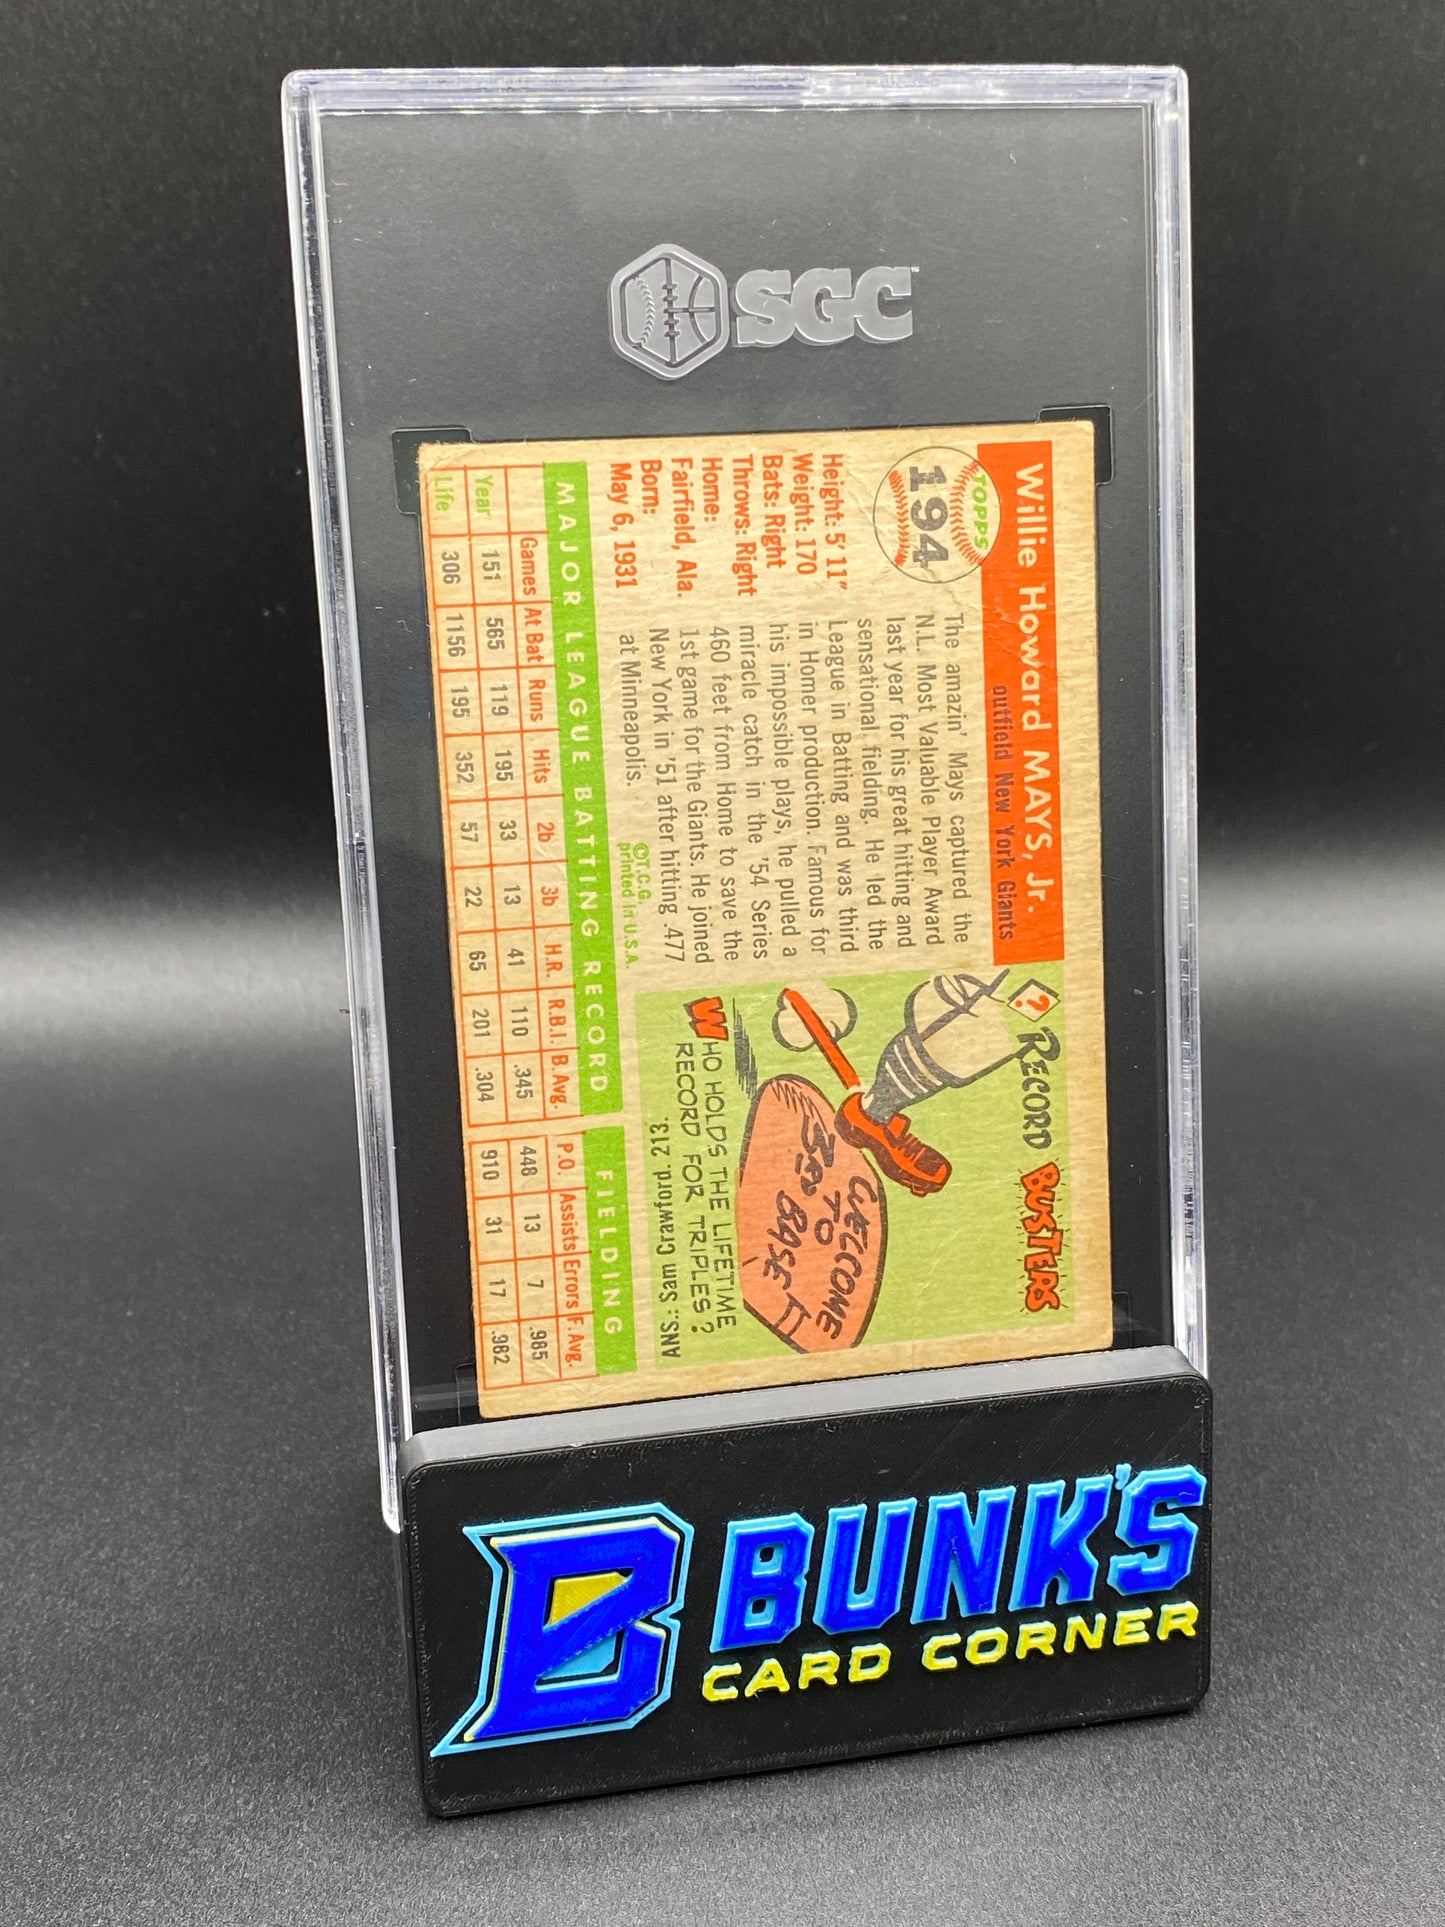 SGC
Willie Howard MAYS, Jr.
outfield New York Giants
TOPPS
194
Height: 5' 11"
Weight: 170
Bats: Right
Throws: Right
Home:
Fairfield, Ala.
Born:
May 6, 1931
The amazin' Mays captured the
N.L. Most Valuable Player Award
last year for his great hitting and
sensational fielding. He led the
League in Batting and was third
in Homer production. Famous for
his impossible plays, he pulled a
miracle catch in the '54 Series
460 feet from Home to save the
1st game for the Giants. He joined
New York in '51 after hitting .477
at Minneapolis.
©T.C.G.
printed in U.S.A.
? RECORD BUSTERS
WELCOME
TO
3RD BASE
WHO HOLDS THE LIFETIME
RECORD FOR TRIPLES?
ANS.: Sam Crawford. 213.
MAJOR LEAGUE BATTING RECORD FIELDING
Games At Bat Runs Hits 2b 3b H.R. R.B.I. B. Avg. P.O. Assists Errors F. Avg.
Year 151 565 119 195 33 13 41 110 .345 448 13 7 .985
Life 306 1156 195 352 57 22 65 201 .304 910 31 17 .982
B BUNK'S
CARD CORNER